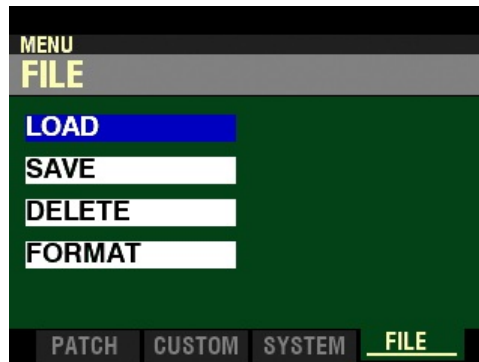 MENU
FILE
LOAD
SAVE
DELETE
FORMAT
PATCH CUSTOM SYSTEM FILE